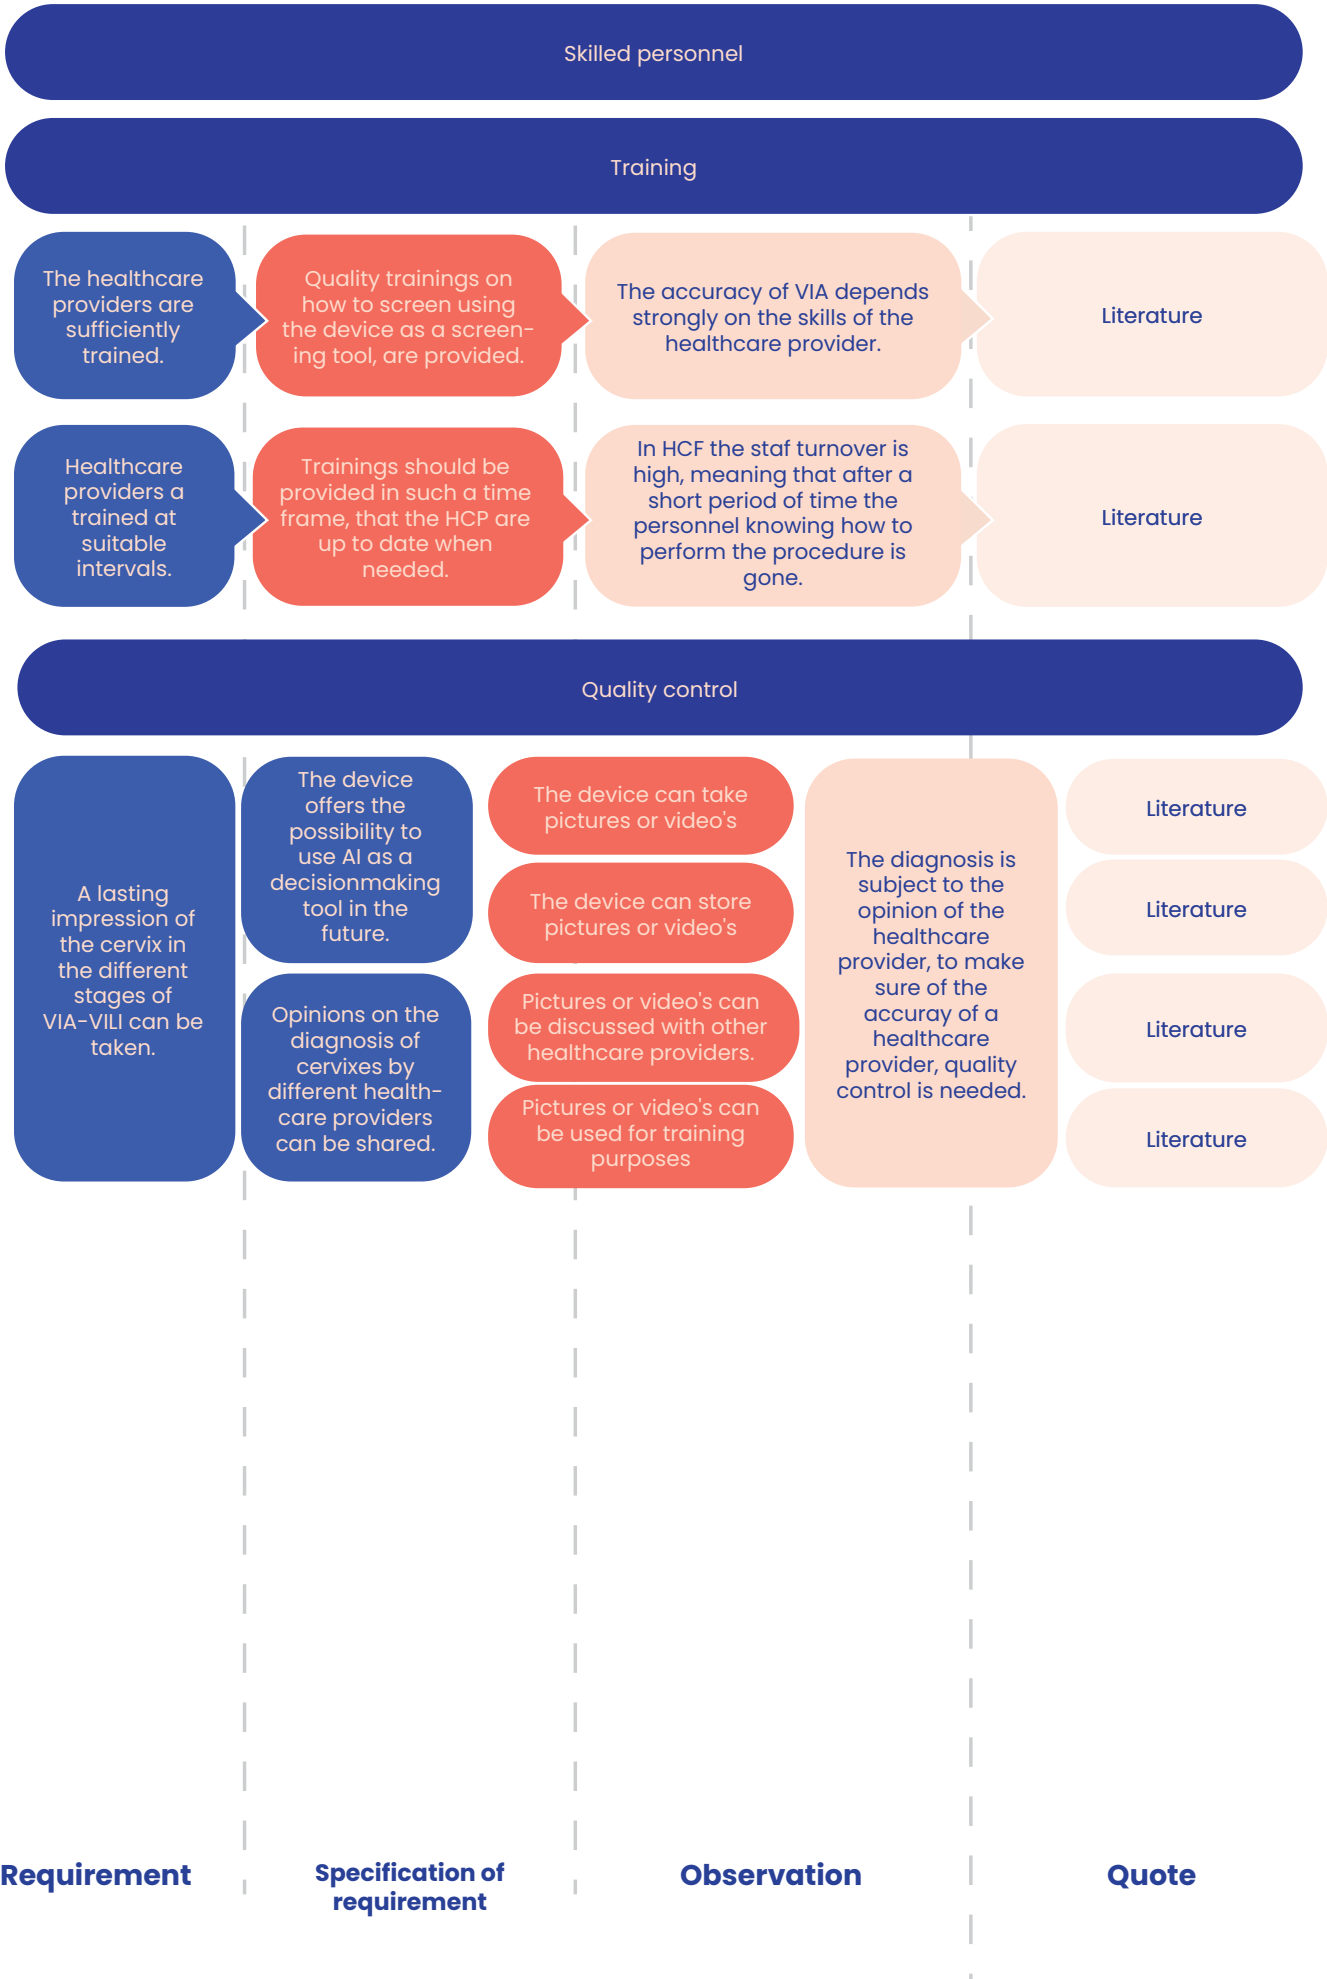 Skilled personnel
Training
The healthcare
providers are
sufficiently
trained.
Quality trainings on
how to screen using
the device as a screen-
ing tool, are provided.
The accuracy of VIA depends
strongly on the skills of the
healthcare provider.
Literature
Healthcare
providers a
trained at
suitable
intervals.
Trainings should be
provided in such a time
frame, that the HCP are
up to date when
needed.
In HCF the staf turnover is
high, meaning that after a
short period of time the
personnel knowing how to
perform the procedure is
gone.
Literature
Quality control
A lasting
impression of
the cervix in
the different
stages of
VIA-VILI can be
taken.
The device
offers the
possibility to
use AI as a
decisionmaking
tool in the
future.
Opinions on the
diagnosis of
cervixes by
different health-
care providers
can be shared.
The device can take
pictures or video's
The device can store
pictures or video's
Pictures or video's can
be discussed with other
healthcare providers.
Pictures or video's can
be used for training
purposes
The diagnosis is
subject to the
opinion of the
healthcare
provider, to make
sure of the
accuray of a
healthcare
provider, quality
control is needed.
Literature
Literature
Literature
Literature
Requirement
Specification of
requirement
Observation
Quote